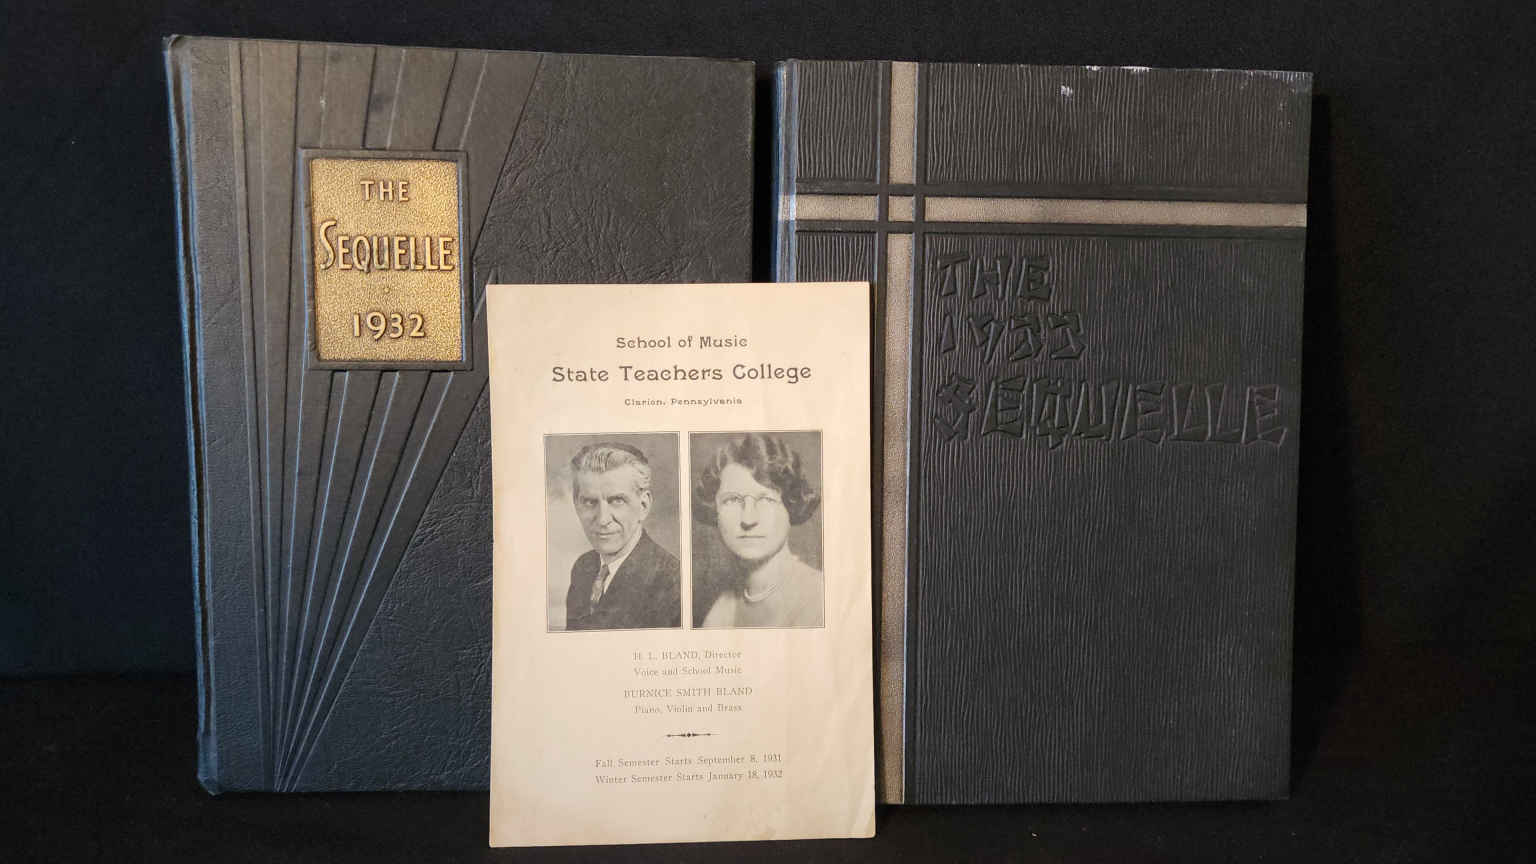 THE
SEQUELLE
1932
THE
1933
SEQUELLE
School of Music
State Teachers College
Clarion, Pennsylvania
H. L. BLAND, Director
Voice and School Music
BURNICE SMITH BLAND
Piano, Violin and Brass
Fall Semester Starts September 8, 1931
Winter Semester Starts January 18, 1932